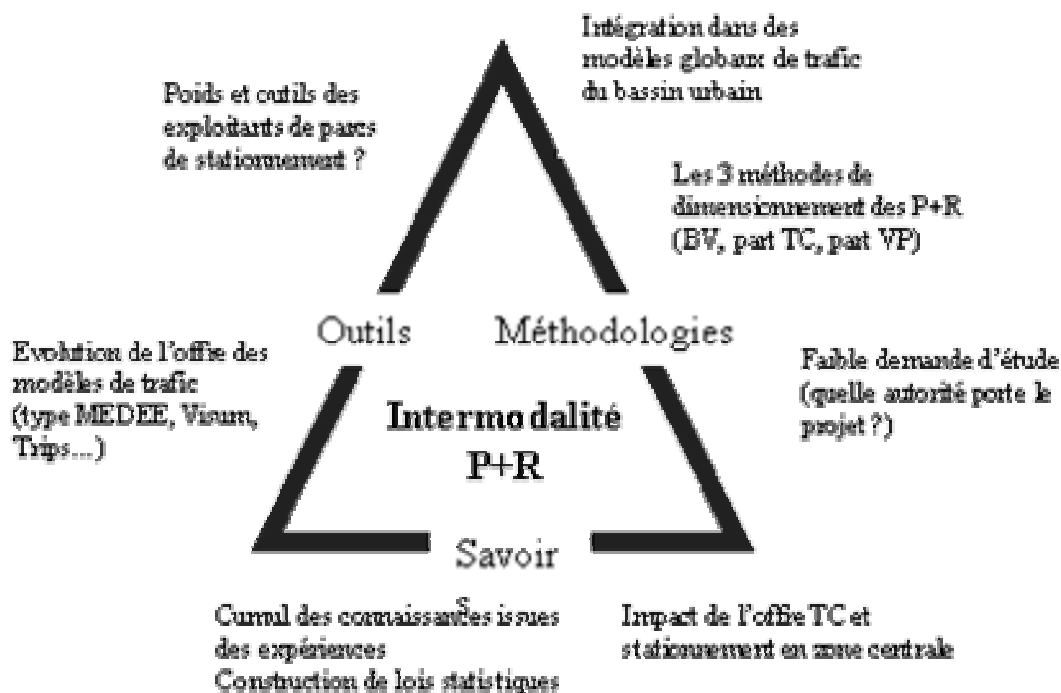 Intégration dans des
modèles globaux de trafic
du bassin urbain
Poids et outils des
exploitants de parcs
de stationnement ?
Les 3 méthodes de
dimensionnement des P+R
(BV, part TC, part VP)
Outils
Méthodologies
Evolution de l'offre des
modèles de trafic
(type MEDEE, Visum,
Trips...)
Faible demande d'étude
(quelle autorité porte le
projet ?)
Intermodalité
P+R
Savoir
s
Cumul des connaissances issues
des expériences
Construction de lois statistiques
Impact de l'offre TC et
stationnement en zone centrale